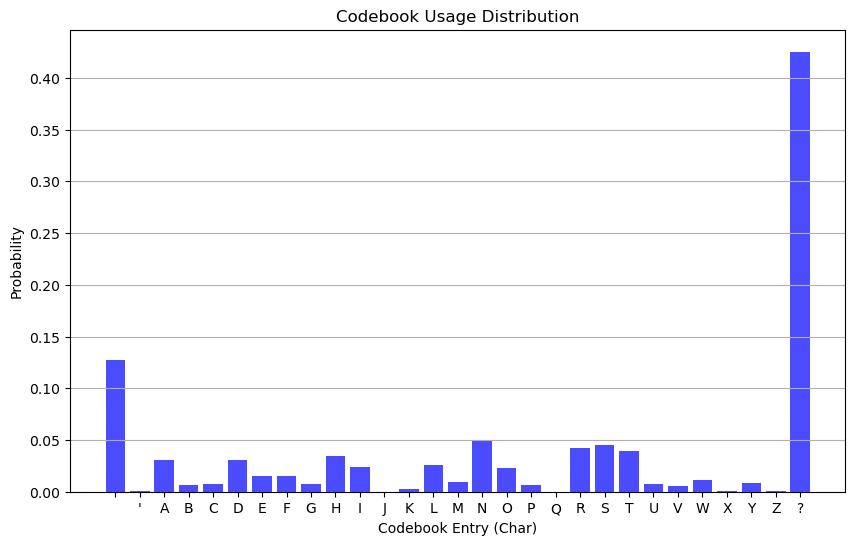 Codebook Usage Distribution
Probability
0.40
0.35
0.30
0.25
0.20
0.15
0.10
0.05
0.00
' A B C D E F G H I J K L M N O P Q R S T U V W X Y Z ?
Codebook Entry (Char)